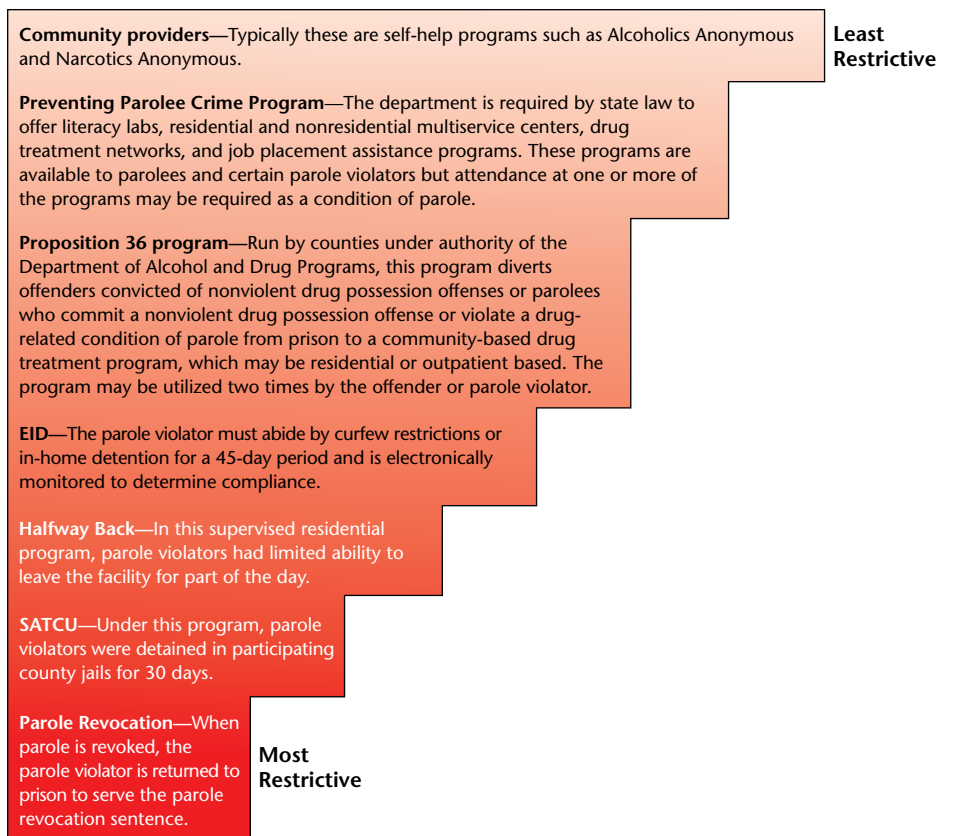 Community providers—Typically these are self-help programs such as Alcoholics Anonymous
and Narcotics Anonymous.
Least
Restrictive
Preventing Parolee Crime Program—The department is required by state law to
offer literacy labs, residential and nonresidential multiservice centers, drug
treatment networks, and job placement assistance programs. These programs are
available to parolees and certain parole violators but attendance at one or more of
the programs may be required as a condition of parole.
Proposition 36 program—Run by counties under authority of the
Department of Alcohol and Drug Programs, this program diverts
offenders convicted of nonviolent drug possession offenses or parolees
who commit a nonviolent drug possession offense or violate a drug-
related condition of parole from prison to a community-based drug
treatment program, which may be residential or outpatient based. The
program may be utilized two times by the offender or parole violator.
EID—The parole violator must abide by curfew restrictions or
in-home detention for a 45-day period and is electronically
monitored to determine compliance.
Halfway Back—In this supervised residential
program, parole violators had limited ability to
leave the facility for part of the day.
SATCU—Under this program, parole
violators were detained in participating
county jails for 30 days.
Parole Revocation—When
parole is revoked, the
parole violator is returned to
prison to serve the parole
revocation sentence.
Most
Restrictive